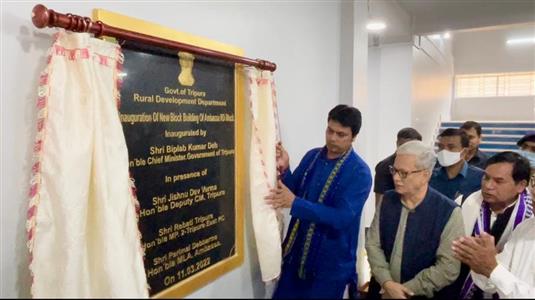 Govt.of Tripura
Rural Development Department
Inauguration Of New Block Building Of Ambassa RD Block
Inaugurated by
Shri Biplab Kumar Deb
Hon'ble Chief Minister.Government of Tripura
In presence of
Shri Jishnu Dev Varma
Hon'ble Deputy CM, Tripura
Shri Rebati Tripura
Hon'ble MP, 2-Tripura East PC
Shri Parimal Debbarma
Hon'ble MLA, Ambassa.
On 11.03.2022